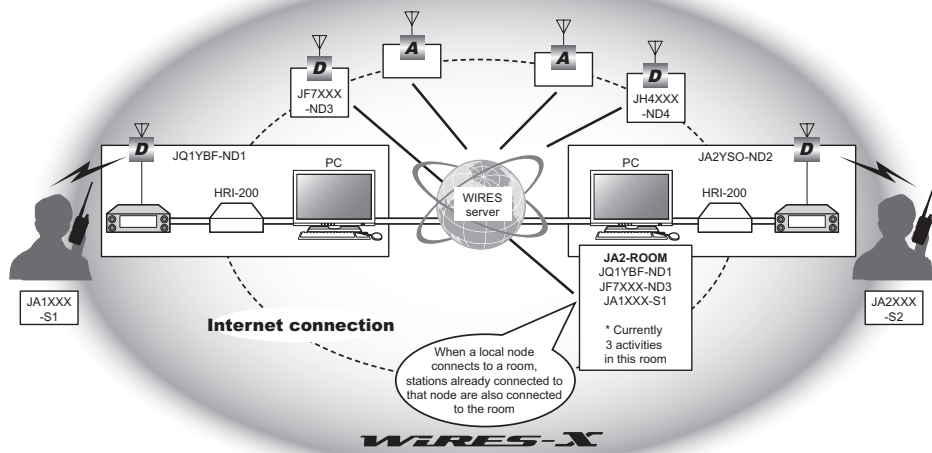 A
A
D
JF7XXX
-ND3
D
JH4XXX
-ND4
D
JQ1YBF-ND1
PC
HRI-200
WIRES
server
PC
JA2YSO-ND2
D
HRI-200
JA1XXX
-S1
JA2XXX
-S2
JA2-ROOM
JQ1YBF-ND1
JF7XXX-ND3
JA1XXX-S1
* Currently
3 activities
in this room
Internet connection
When a local node
connects to a room,
stations already connected to
that node are also connected
to the room
WIRES-X